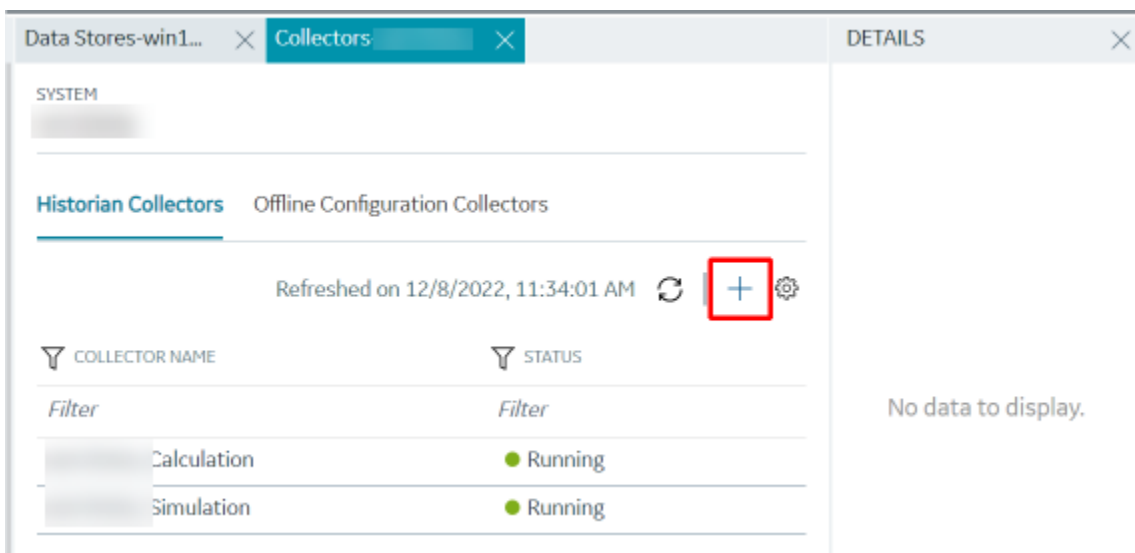 Data Stores-win1...
Collectors-
DETAILS
SYSTEM
Historian Collectors
Offline Configuration Collectors
Refreshed on 12/8/2022, 11:34:01 AM
COLLECTOR NAME
STATUS
Filter
Filter
No data to display.
Calculation
Running
Simulation
Running